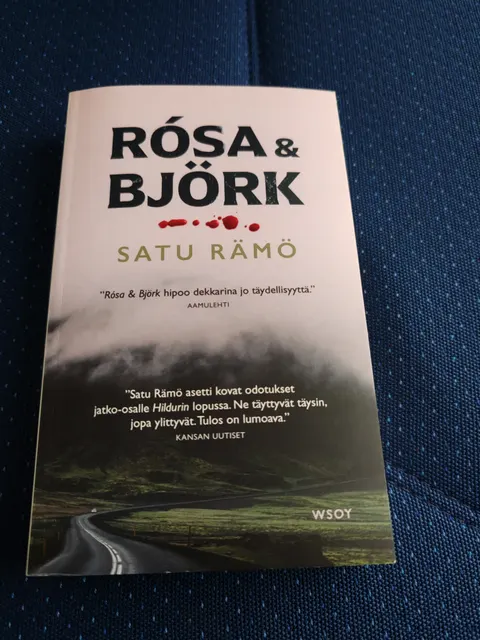 RÓSA &
BJÖRK
SATU RÄMÖ
"Rósa & Björk hipoo dekkarina jo täydellisyyttä."
AAMULEHTI
"Satu Rämö asetti kovat odotukset
jatko-osalle Hildurin lopussa. Ne täyttyvät täysin,
jopa ylittyvät. Tulos on lumoava."
KANSAN UUTISET
WSOY